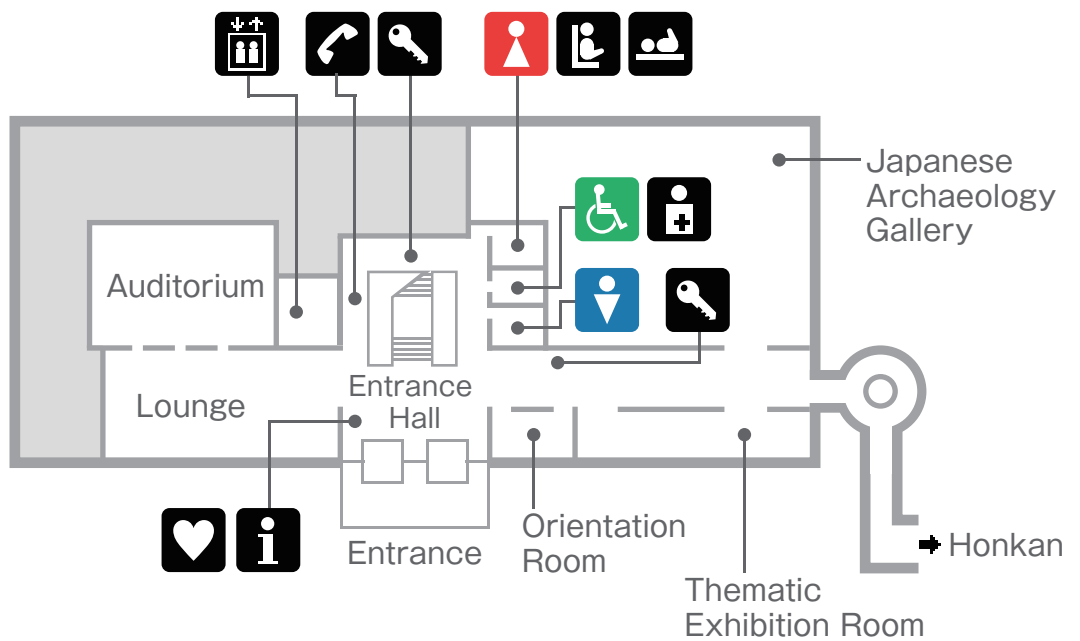 Japanese
Archaeology
Gallery
Auditorium
Entrance
Hall
Lounge
Entrance
Orientation
Room
Honkan
Thematic
Exhibition Room